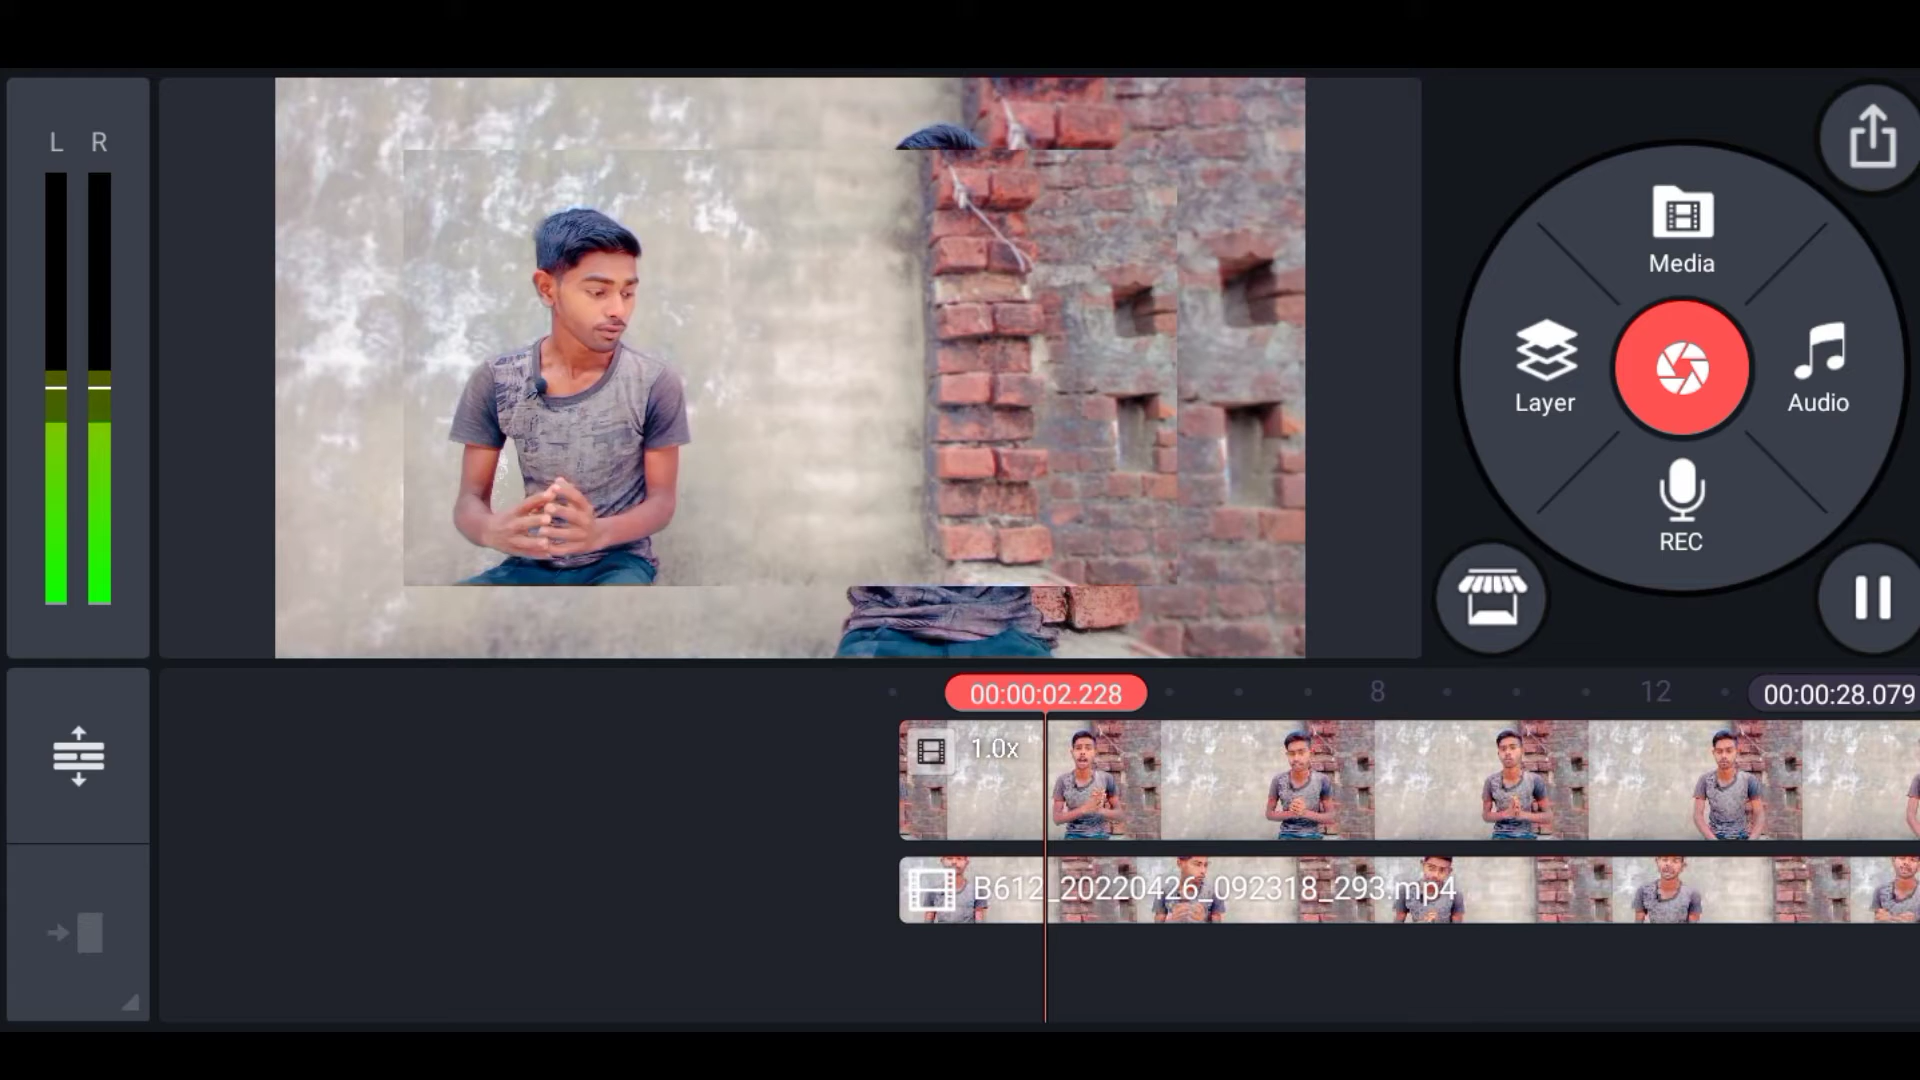 L R
Media
Layer
Audio
REC
00:00:02.228
8
12
00:00:28.079
1.0x
B612_20220426_092318_293.mp4